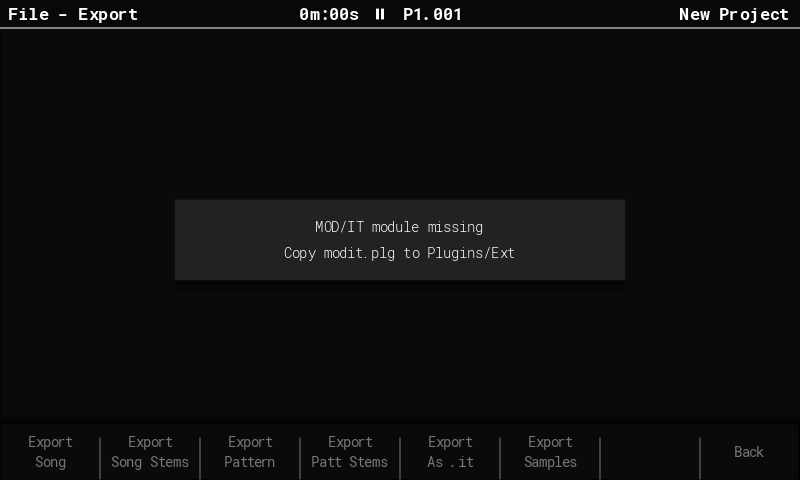 File - Export 0m:00s ⏸ P1.001 New Project
MOD/IT module missing
Copy modit.plg to Plugins/Ext
Export Export Export Export Export Export
Song Song Stems Pattern Patt Stems As .it Samples Back